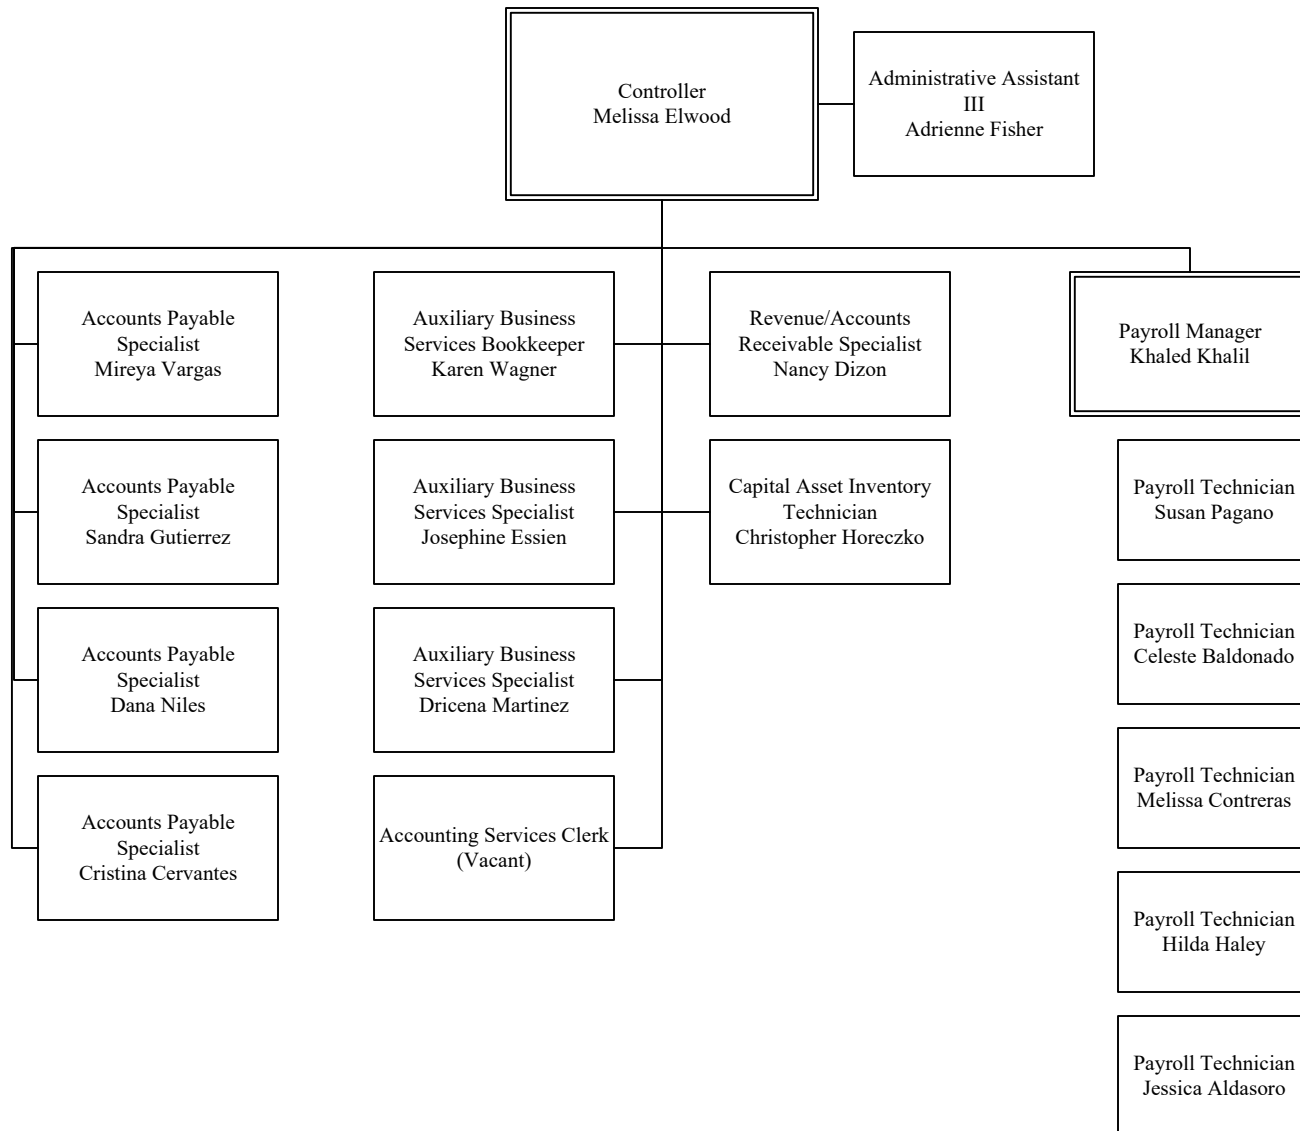 Controller
Melissa Elwood
Administrative Assistant
III
Adrienne Fisher
Accounts Payable
Specialist
Mireya Vargas
Auxiliary Business
Services Bookkeeper
Karen Wagner
Revenue/Accounts
Receivable Specialist
Nancy Dizon
Payroll Manager
Khaled Khalil
Accounts Payable
Specialist
Sandra Gutierrez
Auxiliary Business
Services Specialist
Josephine Essien
Capital Asset Inventory
Technician
Christopher Horeczko
Payroll Technician
Susan Pagano
Accounts Payable
Specialist
Dana Niles
Auxiliary Business
Services Specialist
Dricena Martinez
Payroll Technician
Celeste Baldonado
Payroll Technician
Melissa Contreras
Accounts Payable
Specialist
Cristina Cervantes
Accounting Services Clerk
(Vacant)
Payroll Technician
Hilda Haley
Payroll Technician
Jessica Aldasoro